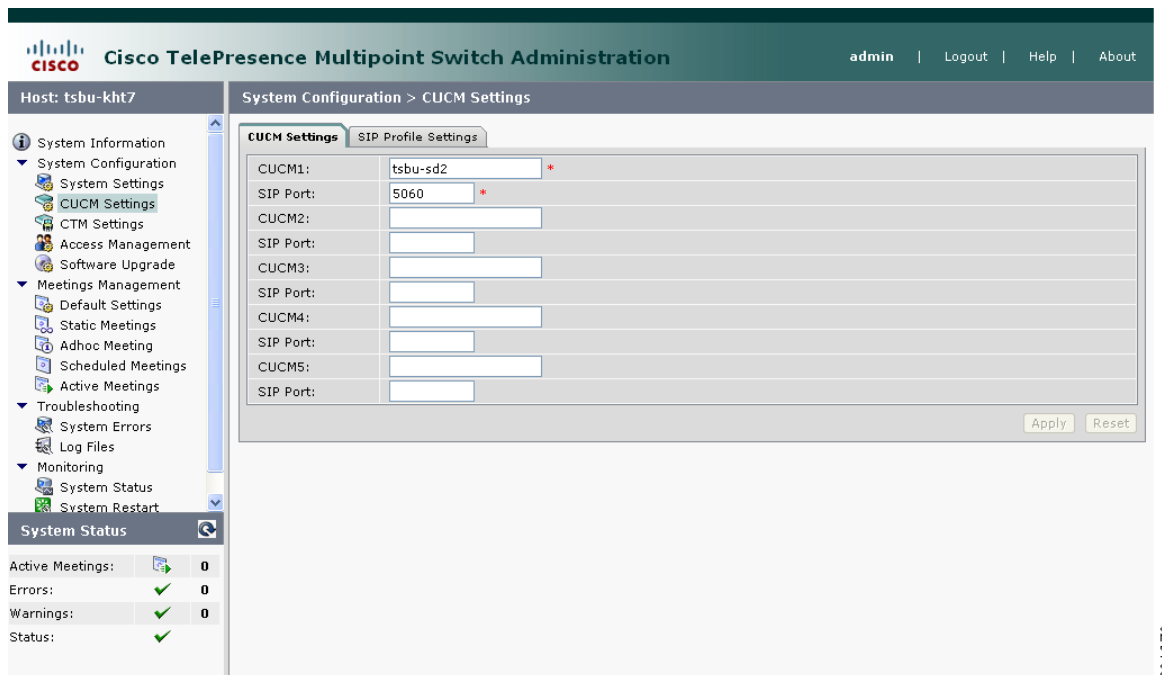 CISCO
Cisco TelePresence Multipoint Switch Administration
admin | Logout | Help | About
Host: tsbu-kht7
System Configuration > CUCM Settings
System Information
System Configuration
System Settings
CUCM Settings
CTM Settings
Access Management
Software Upgrade
Meetings Management
Default Settings
Static Meetings
Adhoc Meeting
Scheduled Meetings
Active Meetings
Troubleshooting
System Errors
Log Files
Monitoring
System Status
System Restart
System Status
Active Meetings: 0
Errors: 0
Warnings: 0
Status:
CUCM Settings
SIP Profile Settings
CUCM1: tsbu-sd2 *
SIP Port: 5060 *
CUCM2:
SIP Port:
CUCM3:
SIP Port:
CUCM4:
SIP Port:
CUCM5:
SIP Port:
Apply Reset